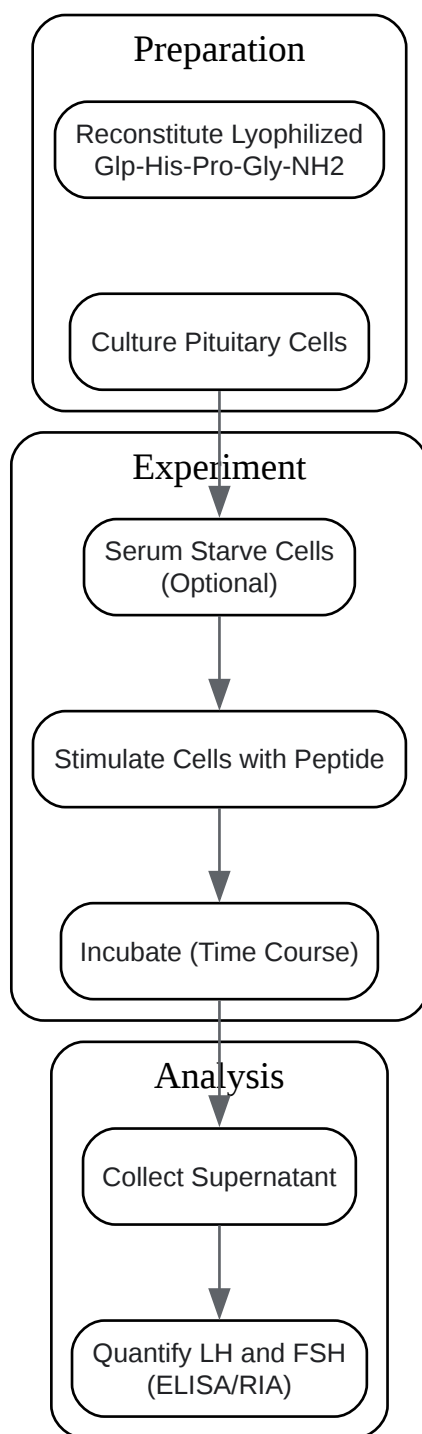 Preparation
Reconstitute Lyophilized
Glp-His-Pro-Gly-NH2
Culture Pituitary Cells
Experiment
Serum Starve Cells
(Optional)
Stimulate Cells with Peptide
Incubate (Time Course)
Analysis
Collect Supernatant
Quantify LH and FSH
(ELISA/RIA)